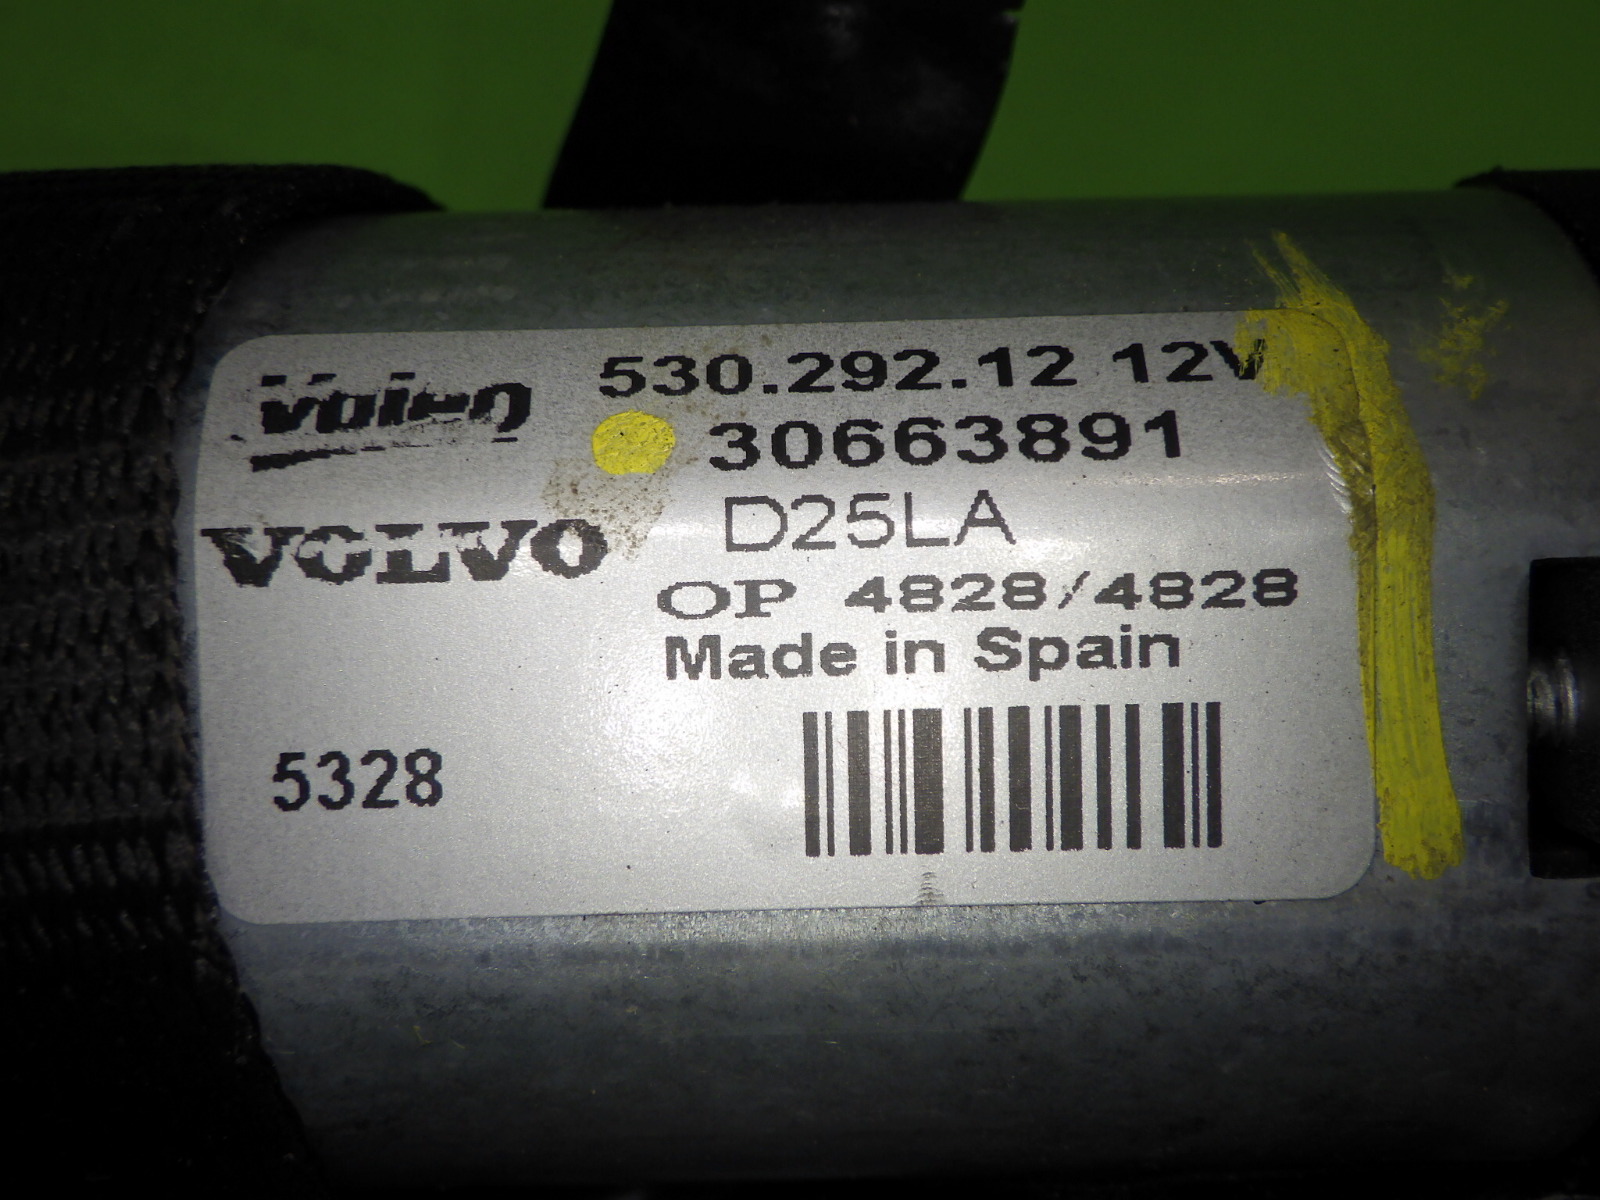 Valeo 530.292.12 12V
30663891
VOLVO D25LA
OP 4828/4828
Made in Spain
5328